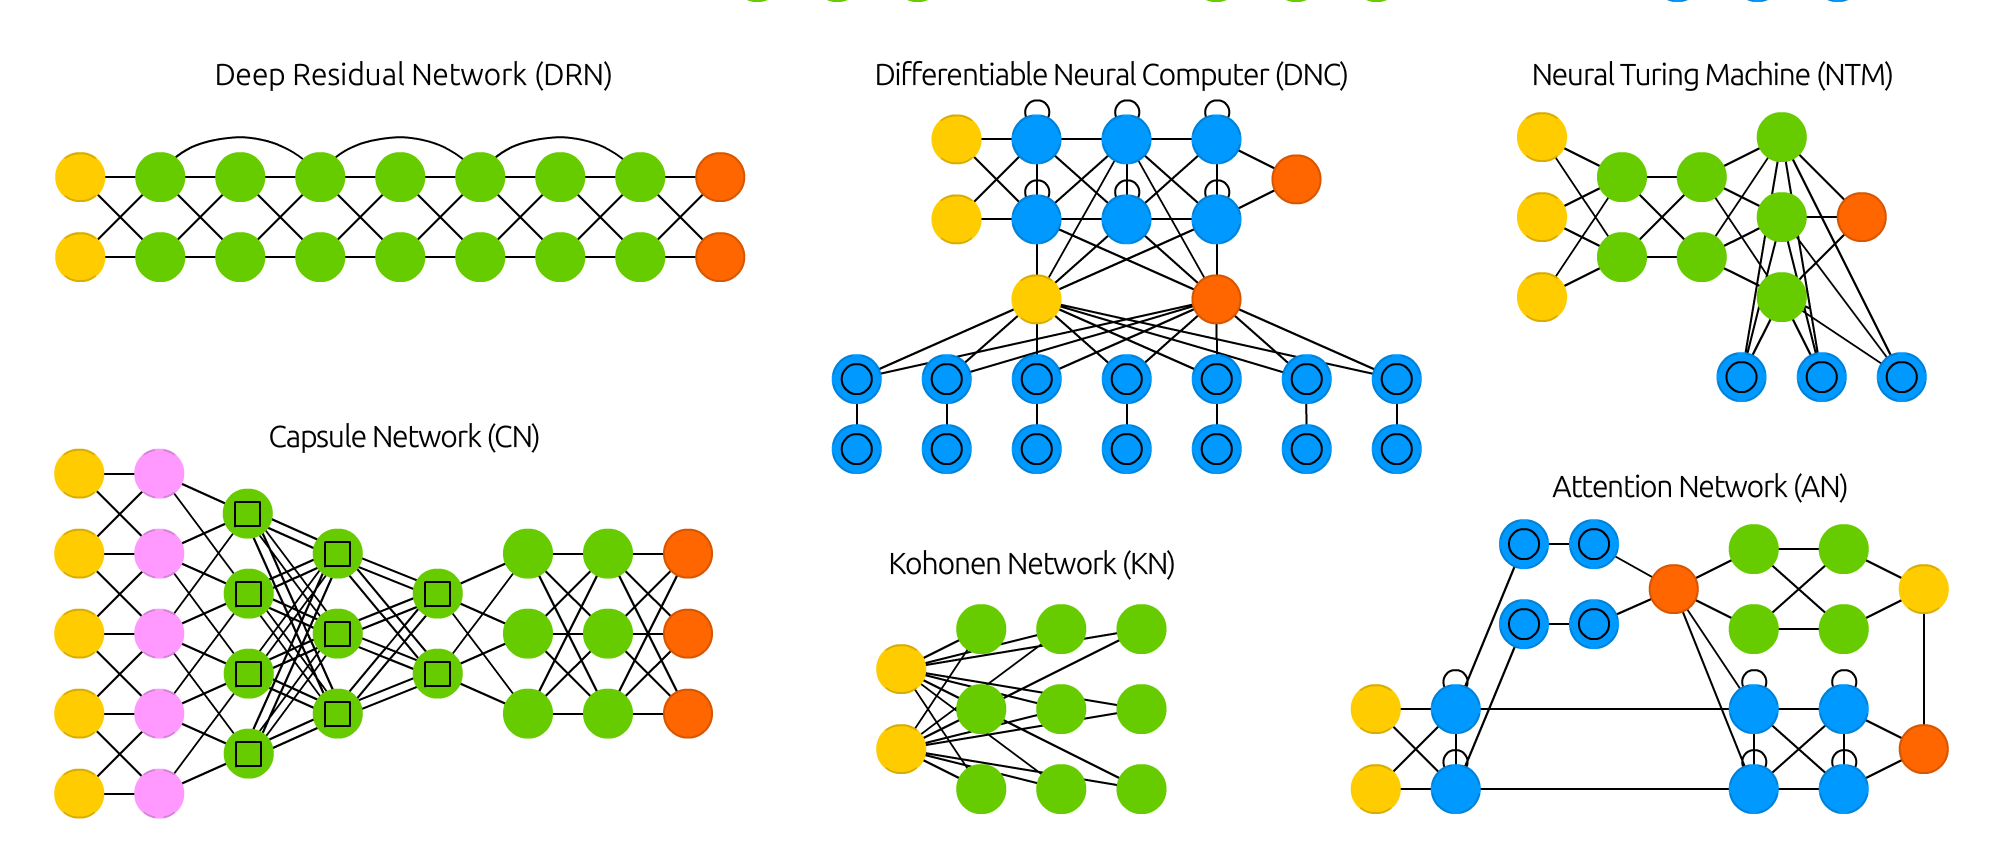 Deep Residual Network (DRN)
Differentiable Neural Computer (DNC)
Neural Turing Machine (NTM)
Capsule Network (CN)
Attention Network (AN)
Kohonen Network (KN)